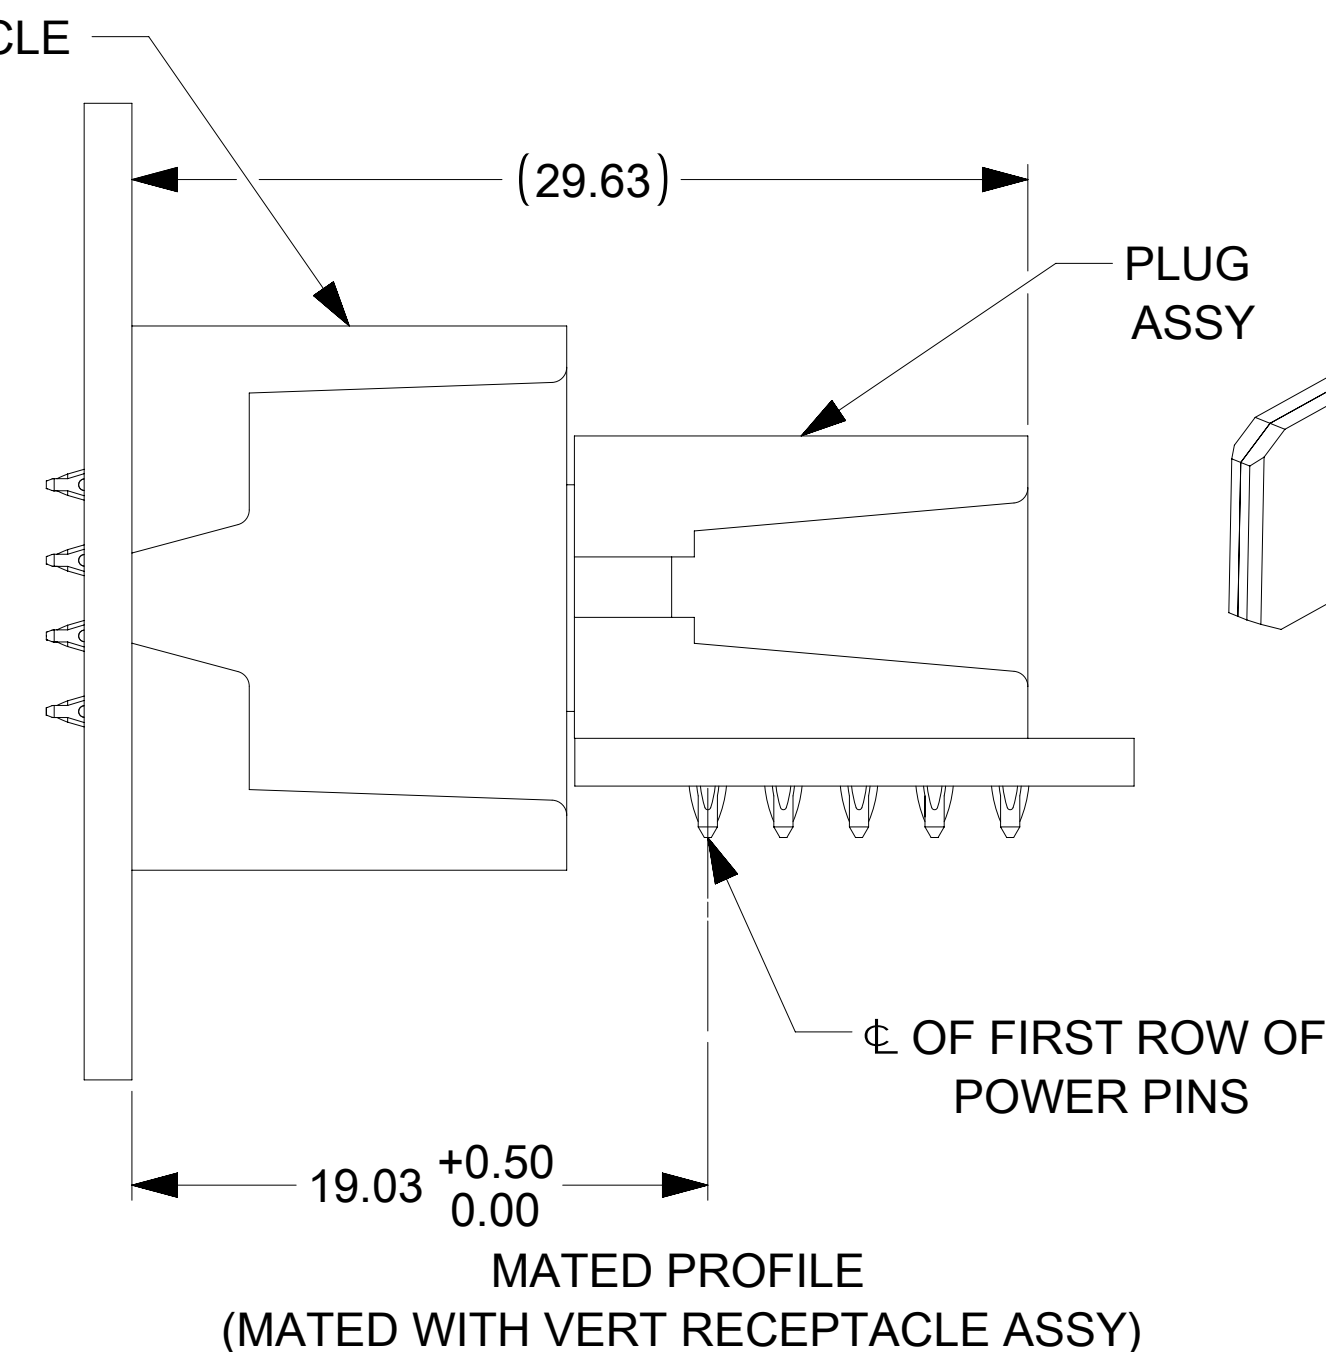 CLE
(29.63)
PLUG
ASSY
℄ OF FIRST ROW OF
POWER PINS
19.03 +0.50
0.00
MATED PROFILE
(MATED WITH VERT RECEPTACLE ASSY)